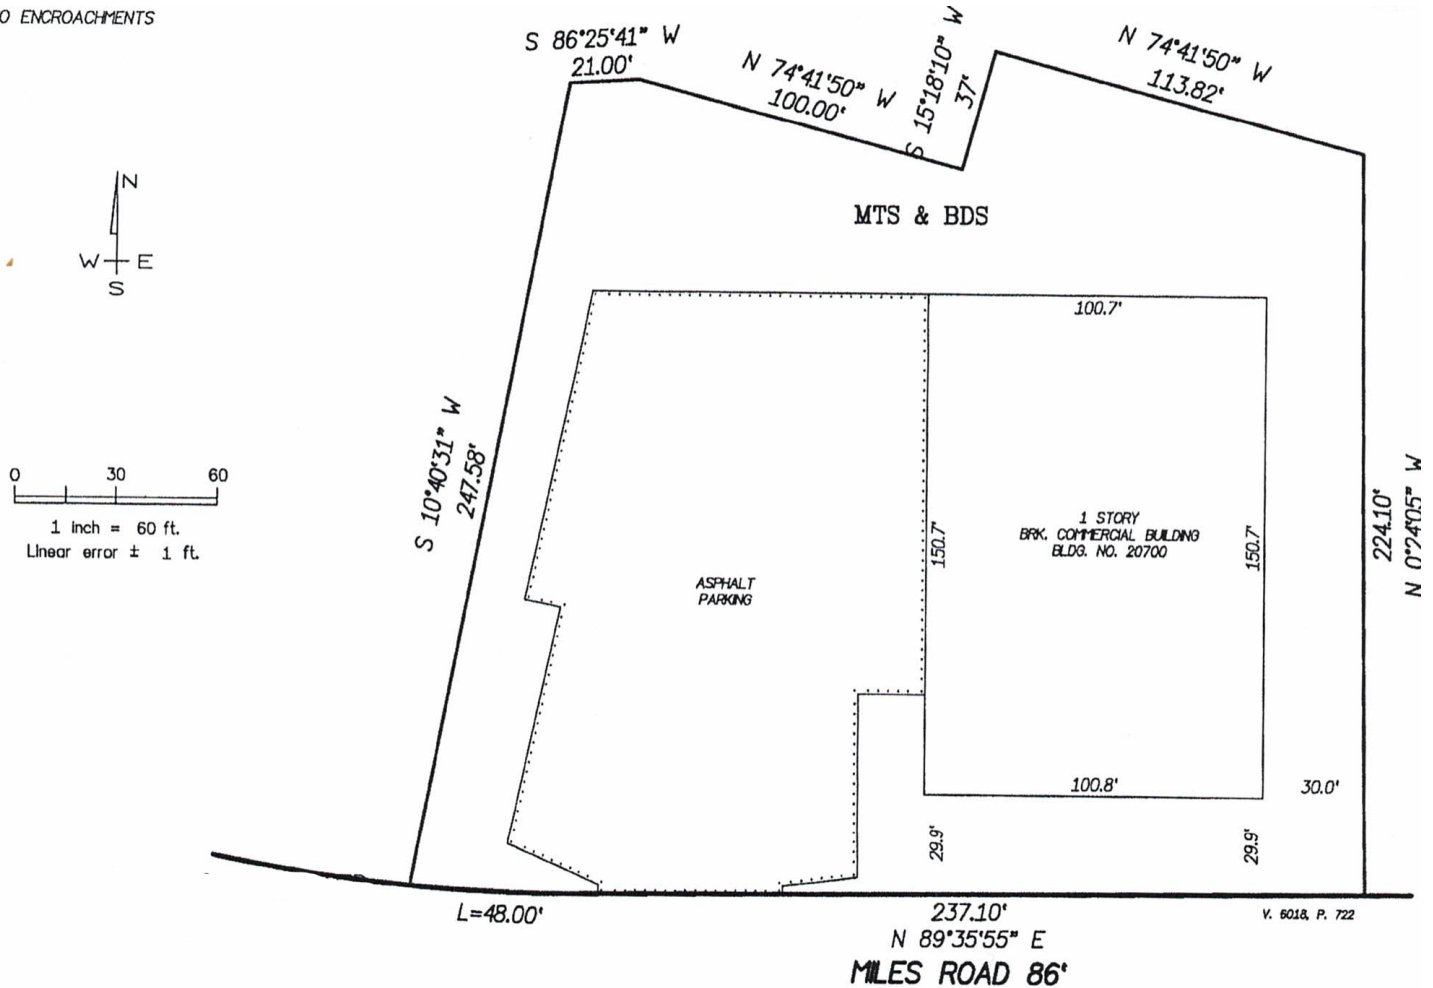 O ENCROACHMENTS
S 86°25'41" W
21.00'
N 74°41'50" W
100.00'
S 15°18'10" W
37'
N 74°41'50" W
113.82'
MTS & BDS
N
W E
S
100.7'
S 10°40'31" W
247.58'
0 30 60
1 inch = 60 ft.
Linear error ± 1 ft.
1 STORY
BRK. COMMERCIAL BUILDING
BLDG. NO. 20700
150.7'
150.7'
224.10'
N 0°24'05" W
ASPHALT
PARKING
100.8'
30.0'
29.9'
29.9'
L=48.00'
237.10'
N 89°35'55" E
V. 6018, P. 722
MILES ROAD 86'